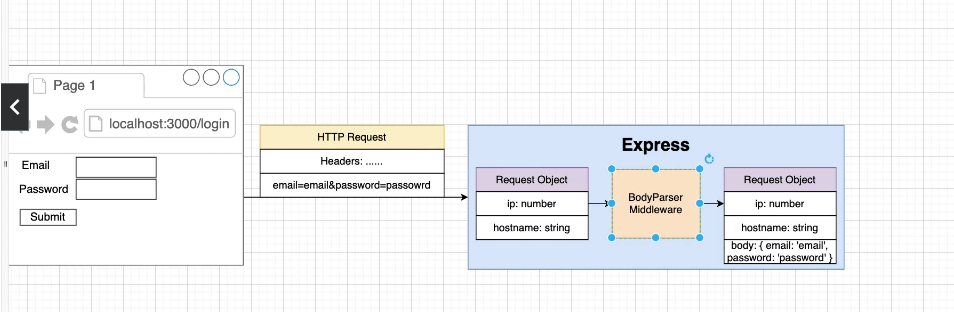 Page 1
localhost:3000/login
Email
Password
Submit
HTTP Request
Headers: ......
email=email&password=passowrd
Express
Request Object
ip: number
hostname: string
BodyParser
Middleware
Request Object
ip: number
hostname: string
body: { email: 'email',
password: 'password' }